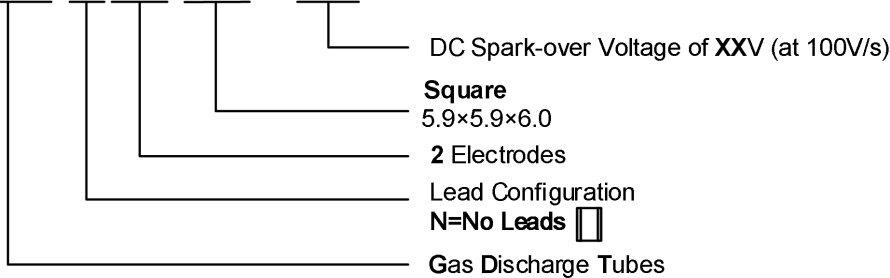 DC Spark-over Voltage of XXV (at 100V/s)
Square
5.9×5.9×6.0
2 Electrodes
Lead Configuration
N=No Leads
Gas Discharge Tubes